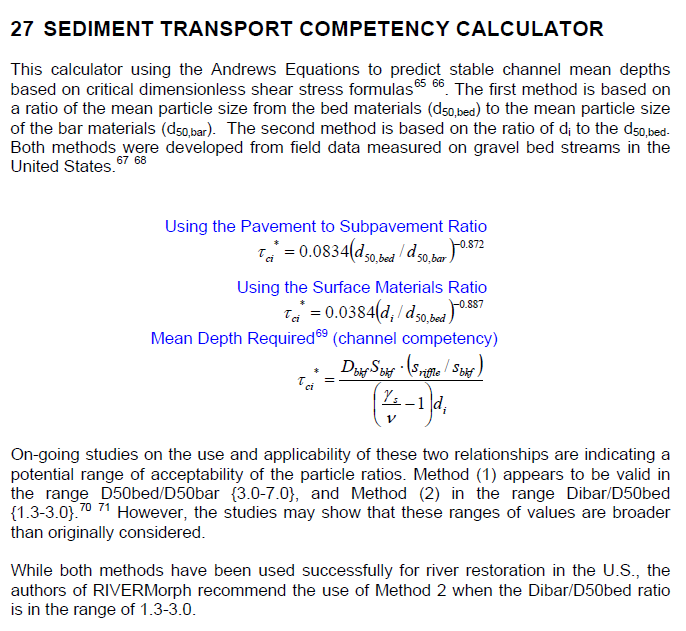 27 SEDIMENT TRANSPORT COMPETENCY CALCULATOR
This calculator using the Andrews Equations to predict stable channel mean depths
based on critical dimensionless shear stress formulas⁶⁵ ⁶⁶. The first method is based on
a ratio of the mean particle size from the bed materials (d50,bed) to the mean particle size
of the bar materials (d50,bar). The second method is based on the ratio of di to the d50,bed.
Both methods were developed from field data measured on gravel bed streams in the
United States.⁶⁷ ⁶⁸
Using the Pavement to Subpavement Ratio
τci* = 0.0834(d50,bed / d50,bar)^-0.872
Using the Surface Materials Ratio
τci* = 0.0384(di / d50,bed)^-0.887
Mean Depth Required⁶⁹ (channel competency)
τci* = Dbkf Sbkf · (sriffle / sbkf) / ((γs / ν − 1) di)
On-going studies on the use and applicability of these two relationships are indicating a
potential range of acceptability of the particle ratios. Method (1) appears to be valid in
the range D50bed/D50bar {3.0-7.0}, and Method (2) in the range Dibar/D50bed
{1.3-3.0}.⁷⁰ ⁷¹ However, the studies may show that these ranges of values are broader
than originally considered.
While both methods have been used successfully for river restoration in the U.S., the
authors of RIVERMorph recommend the use of Method 2 when the Dibar/D50bed ratio
is in the range of 1.3-3.0.